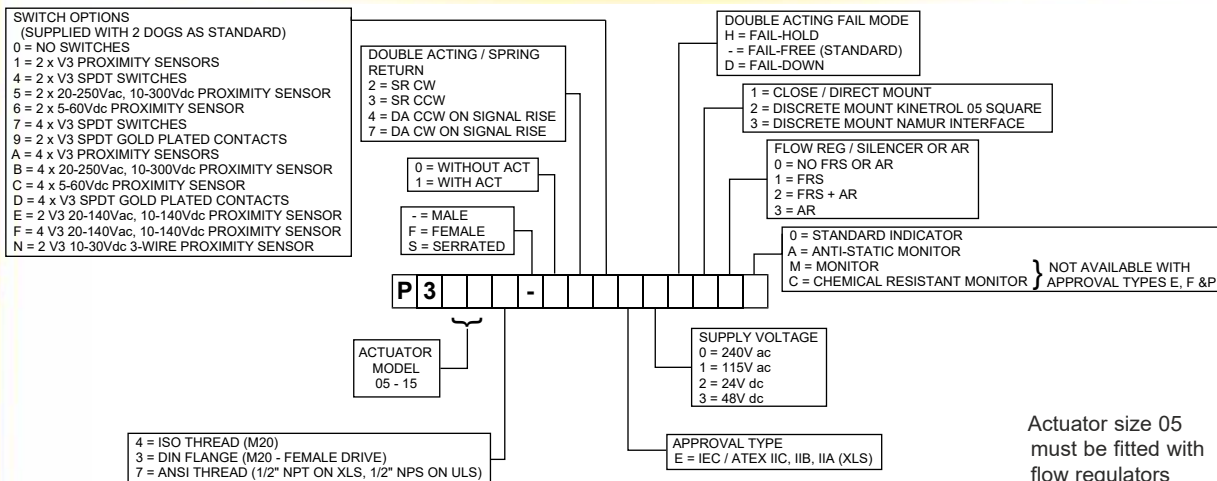 SWITCH OPTIONS
(SUPPLIED WITH 2 DOGS AS STANDARD)
0 = NO SWITCHES
1 = 2 x V3 PROXIMITY SENSORS
4 = 2 x V3 SPDT SWITCHES
5 = 2 x 20-250Vac, 10-300Vdc PROXIMITY SENSOR
6 = 2 x 5-60Vdc PROXIMITY SENSOR
7 = 4 x V3 SPDT SWITCHES
9 = 2 x V3 SPDT GOLD PLATED CONTACTS
A = 4 x V3 PROXIMITY SENSORS
B = 4 x 20-250Vac, 10-300Vdc PROXIMITY SENSOR
C = 4 x 5-60Vdc PROXIMITY SENSOR
D = 4 x V3 SPDT GOLD PLATED CONTACTS
E = 2 V3 20-140Vac, 10-140Vdc PROXIMITY SENSOR
F = 4 V3 20-140Vac, 10-140Vdc PROXIMITY SENSOR
N = 2 V3 10-30Vdc 3-WIRE PROXIMITY SENSOR
DOUBLE ACTING / SPRING
RETURN
2 = SR CW
3 = SR CCW
4 = DA CCW ON SIGNAL RISE
7 = DA CW ON SIGNAL RISE
0 = WITHOUT ACT
1 = WITH ACT
- = MALE
F = FEMALE
S = SERRATED
DOUBLE ACTING FAIL MODE
H = FAIL-HOLD
- = FAIL-FREE (STANDARD)
D = FAIL-DOWN
1 = CLOSE / DIRECT MOUNT
2 = DISCRETE MOUNT KINETROL 05 SQUARE
3 = DISCRETE MOUNT NAMUR INTERFACE
FLOW REG / SILENCER OR AR
0 = NO FRS OR AR
1 = FRS
2 = FRS + AR
3 = AR
0 = STANDARD INDICATOR
A = ANTI-STATIC MONITOR
M = MONITOR
C = CHEMICAL RESISTANT MONITOR
} NOT AVAILABLE WITH
APPROVAL TYPES E, F &P
P 3 -
ACTUATOR
MODEL
05 - 15
SUPPLY VOLTAGE
0 = 240V ac
1 = 115V ac
2 = 24V dc
3 = 48V dc
4 = ISO THREAD (M20)
3 = DIN FLANGE (M20 - FEMALE DRIVE)
7 = ANSI THREAD (1/2" NPT ON XLS, 1/2" NPS ON ULS)
APPROVAL TYPE
E = IEC / ATEX IIC, IIB, IIA (XLS)
Actuator size 05
must be fitted with
flow regulators